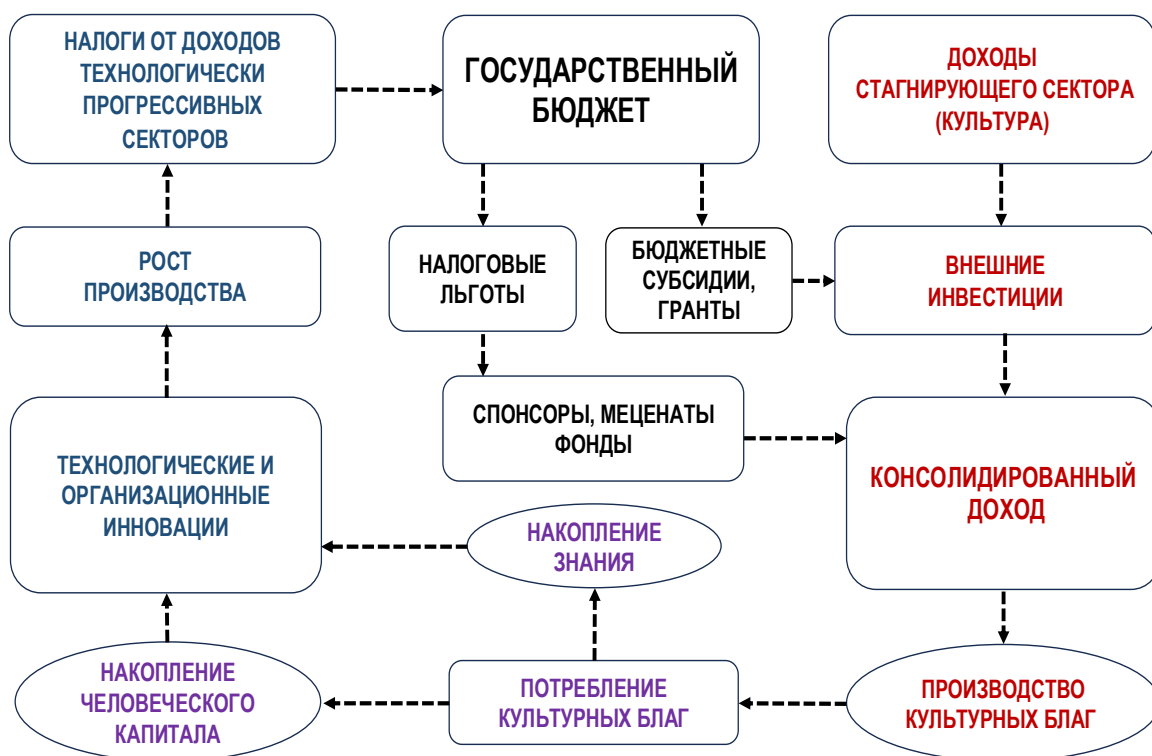 НАЛОГИ ОТ ДОХОДОВ
ТЕХНОЛОГИЧЕСКИ
ПРОГРЕССИВНЫХ
СЕКТОРОВ
ГОСУДАРСТВЕННЫЙ
БЮДЖЕТ
ДОХОДЫ
СТАГНИРУЮЩЕГО СЕКТОРА
(КУЛЬТУРА)
РОСТ
ПРОИЗВОДСТВА
НАЛОГОВЫЕ
ЛЬГОТЫ
БЮДЖЕТНЫЕ
СУБСИДИИ,
ГРАНТЫ
ВНЕШНИЕ
ИНВЕСТИЦИИ
ТЕХНОЛОГИЧЕСКИЕ И
ОРГАНИЗАЦИОННЫЕ
ИННОВАЦИИ
СПОНСОРЫ, МЕЦЕНАТЫ
ФОНДЫ
КОНСОЛИДИРОВАННЫЙ
ДОХОД
НАКОПЛЕНИЕ
ЗНАНИЯ
НАКОПЛЕНИЕ
ЧЕЛОВЕЧЕСКОГО
КАПИТАЛА
ПОТРЕБЛЕНИЕ
КУЛЬТУРНЫХ БЛАГ
ПРОИЗВОДСТВО
КУЛЬТУРНЫХ БЛАГ